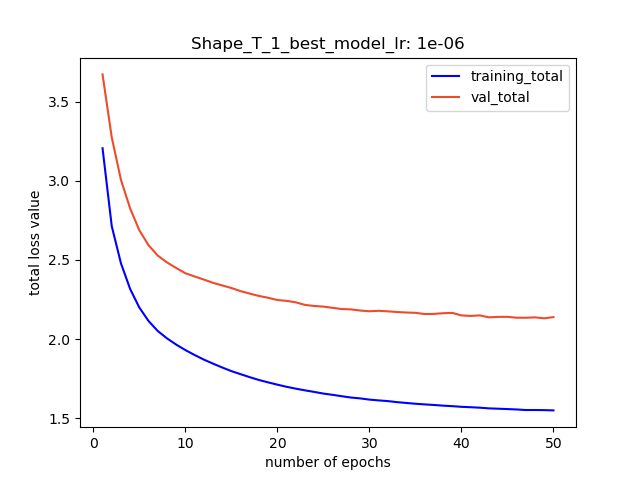 Shape_T_1_best_model_lr: 1e-06
training_total
val_total
total loss value
3.5
3.0
2.5
2.0
1.5
0
10
20
30
40
50
number of epochs